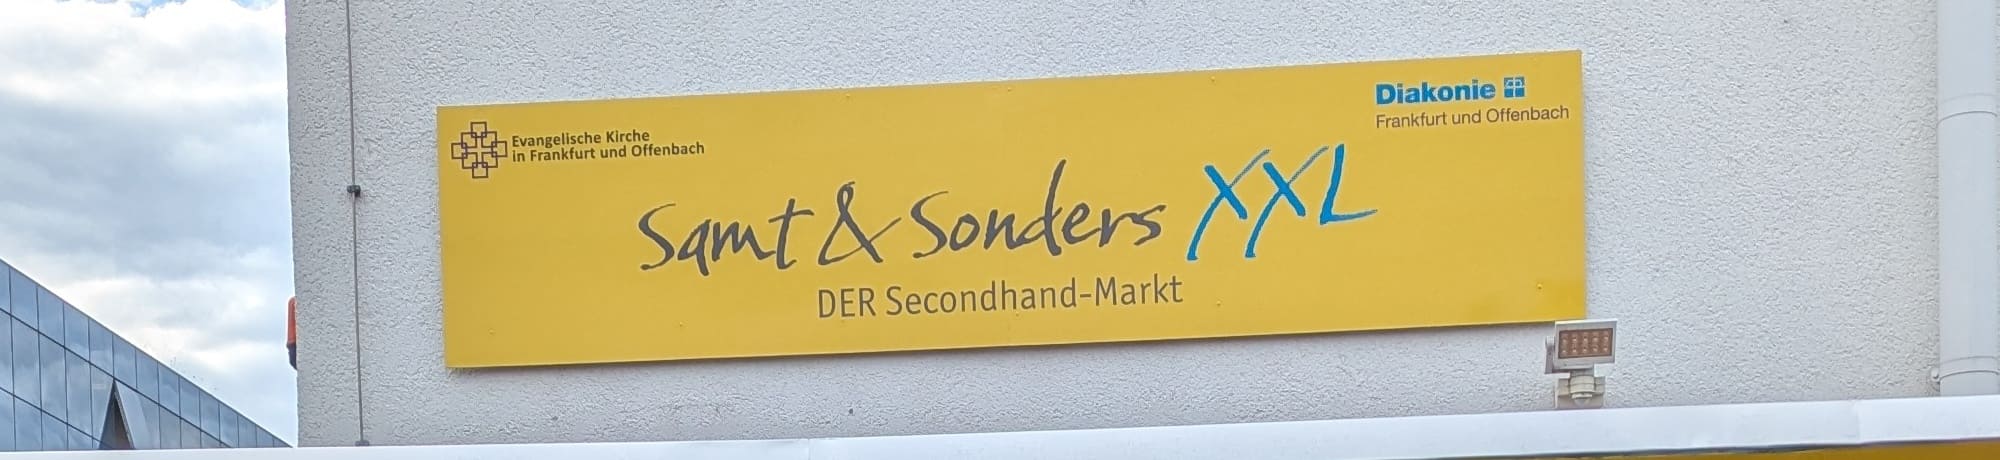 Evangelische Kirche
in Frankfurt und Offenbach
Diakonie
Frankfurt und Offenbach
Samt & Sonders XXL
DER Secondhand-Markt